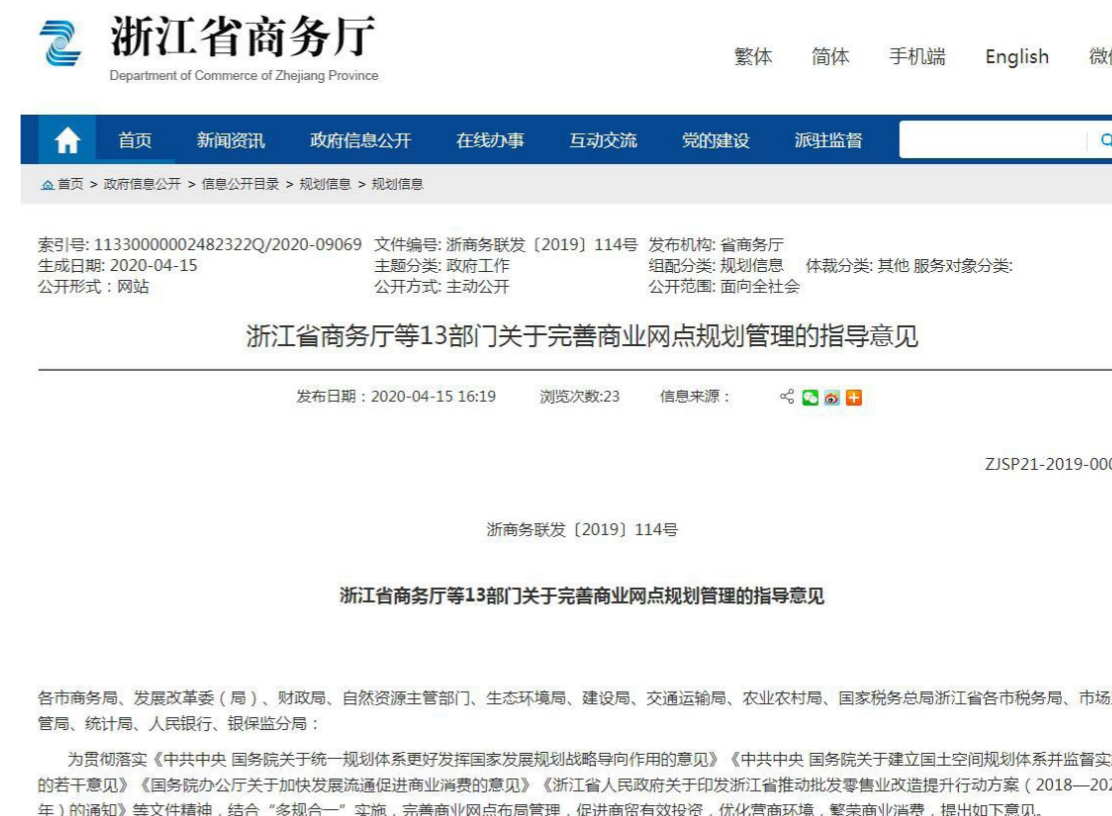 浙江省商务厅
Department of Commerce of Zhejiang Province
繁体 简体 手机端 English
首页 新闻资讯 政府信息公开 在线办事 互动交流 党的建设 派驻监督
首页 > 政府信息公开 > 信息公开目录 > 规划信息 > 规划信息
索引号: 11330000002482322Q/2020-09069 文件编号: 浙商务联发〔2019〕114号 发布机构: 省商务厅
生成日期: 2020-04-15 主题分类: 政府工作 组配分类: 规划信息 体裁分类: 其他 服务对象分类:
公开形式：网站 公开方式: 主动公开 公开范围: 面向全社会
浙江省商务厅等13部门关于完善商业网点规划管理的指导意见
发布日期：2020-04-15 16:19 浏览次数:23 信息来源：
ZJSP21-2019-000
浙商务联发〔2019〕114号
浙江省商务厅等13部门关于完善商业网点规划管理的指导意见
各市商务局、发展改革委（局）、财政局、自然资源主管部门、生态环境局、建设局、交通运输局、农业农村局、国家税务总局浙江省各市税务局、市场
管局、统计局、人民银行、银保监分局：
为贯彻落实《中共中央 国务院关于统一规划体系更好发挥国家发展规划战略导向作用的意见》《中共中央 国务院关于建立国土空间规划体系并监督实
的若干意见》《国务院办公厅关于加快发展流通促进商业消费的意见》《浙江省人民政府关于印发浙江省推动批发零售业改造提升行动方案（2018—202
年）的通知》等文件精神，结合“多规合一”实施，完善商业网点布局管理，促进商贸有效投资，优化营商环境，繁荣商业消费，提出如下意见。